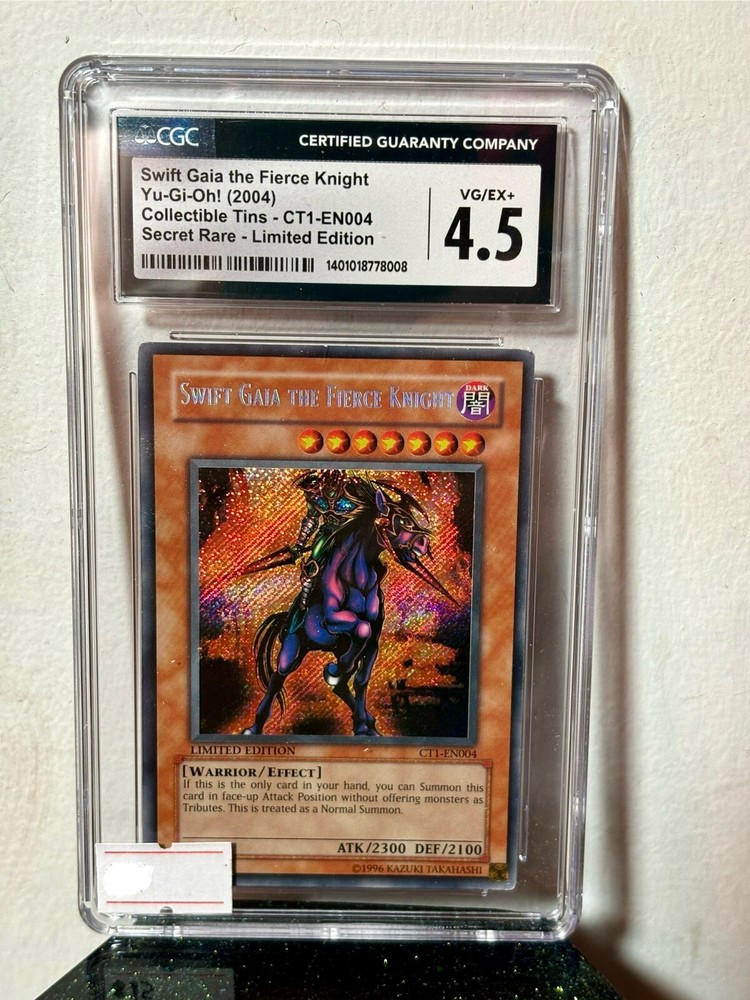 CGC
CERTIFIED GUARANTY COMPANY
Swift Gaia the Fierce Knight
Yu-Gi-Oh! (2004)
Collectible Tins - CT1-EN004
Secret Rare - Limited Edition
1401018778008
VG/EX+
4.5
SWIFT GAIA THE FIERCE KNIGHT
DARK
闇
LIMITED EDITION
CT1-EN004
[WARRIOR/EFFECT]
If this is the only card in your hand, you can Summon this
card in face-up Attack Position without offering monsters as
Tributes. This is treated as a Normal Summon.
ATK/2300 DEF/2100
©1996 KAZUKI TAKAHASHI